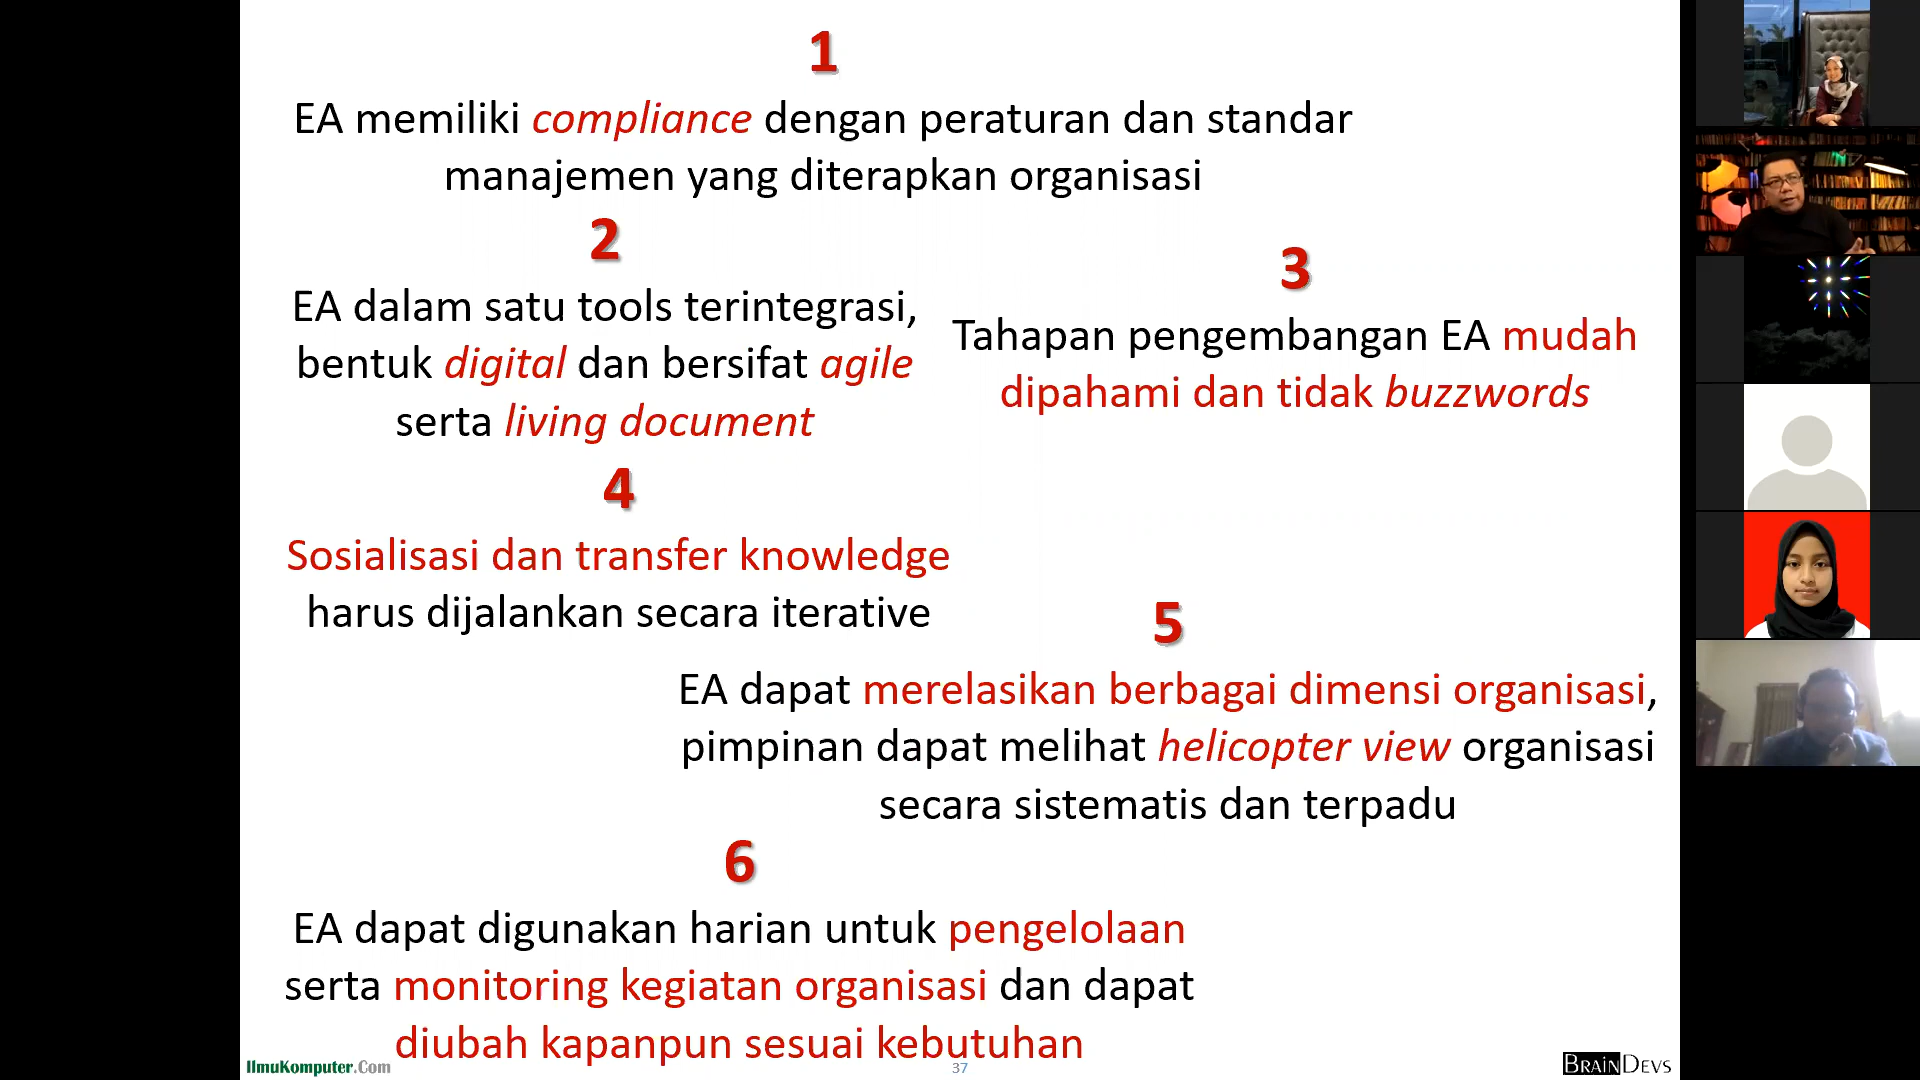 1
EA memiliki compliance dengan peraturan dan standar
manajemen yang diterapkan organisasi
2
EA dalam satu tools terintegrasi,
bentuk digital dan bersifat agile
serta living document
3
Tahapan pengembangan EA mudah
dipahami dan tidak buzzwords
4
Sosialisasi dan transfer knowledge
harus dijalankan secara iterative
5
EA dapat merelasikan berbagai dimensi organisasi,
pimpinan dapat melihat helicopter view organisasi
secara sistematis dan terpadu
6
EA dapat digunakan harian untuk pengelolaan
serta monitoring kegiatan organisasi dan dapat
diubah kapanpun sesuai kebutuhan
IlmuKomputer.Com
37
BRAINDEVS